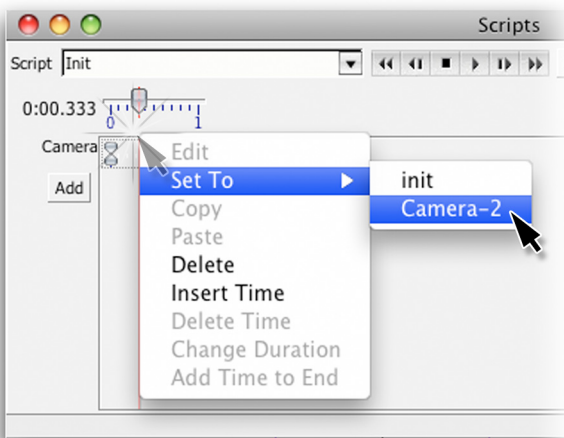 Scripts
Script Init
0:00.333
0 1
Camera
Add
Edit
Set To
init
Camera-2
Copy
Paste
Delete
Insert Time
Delete Time
Change Duration
Add Time to End